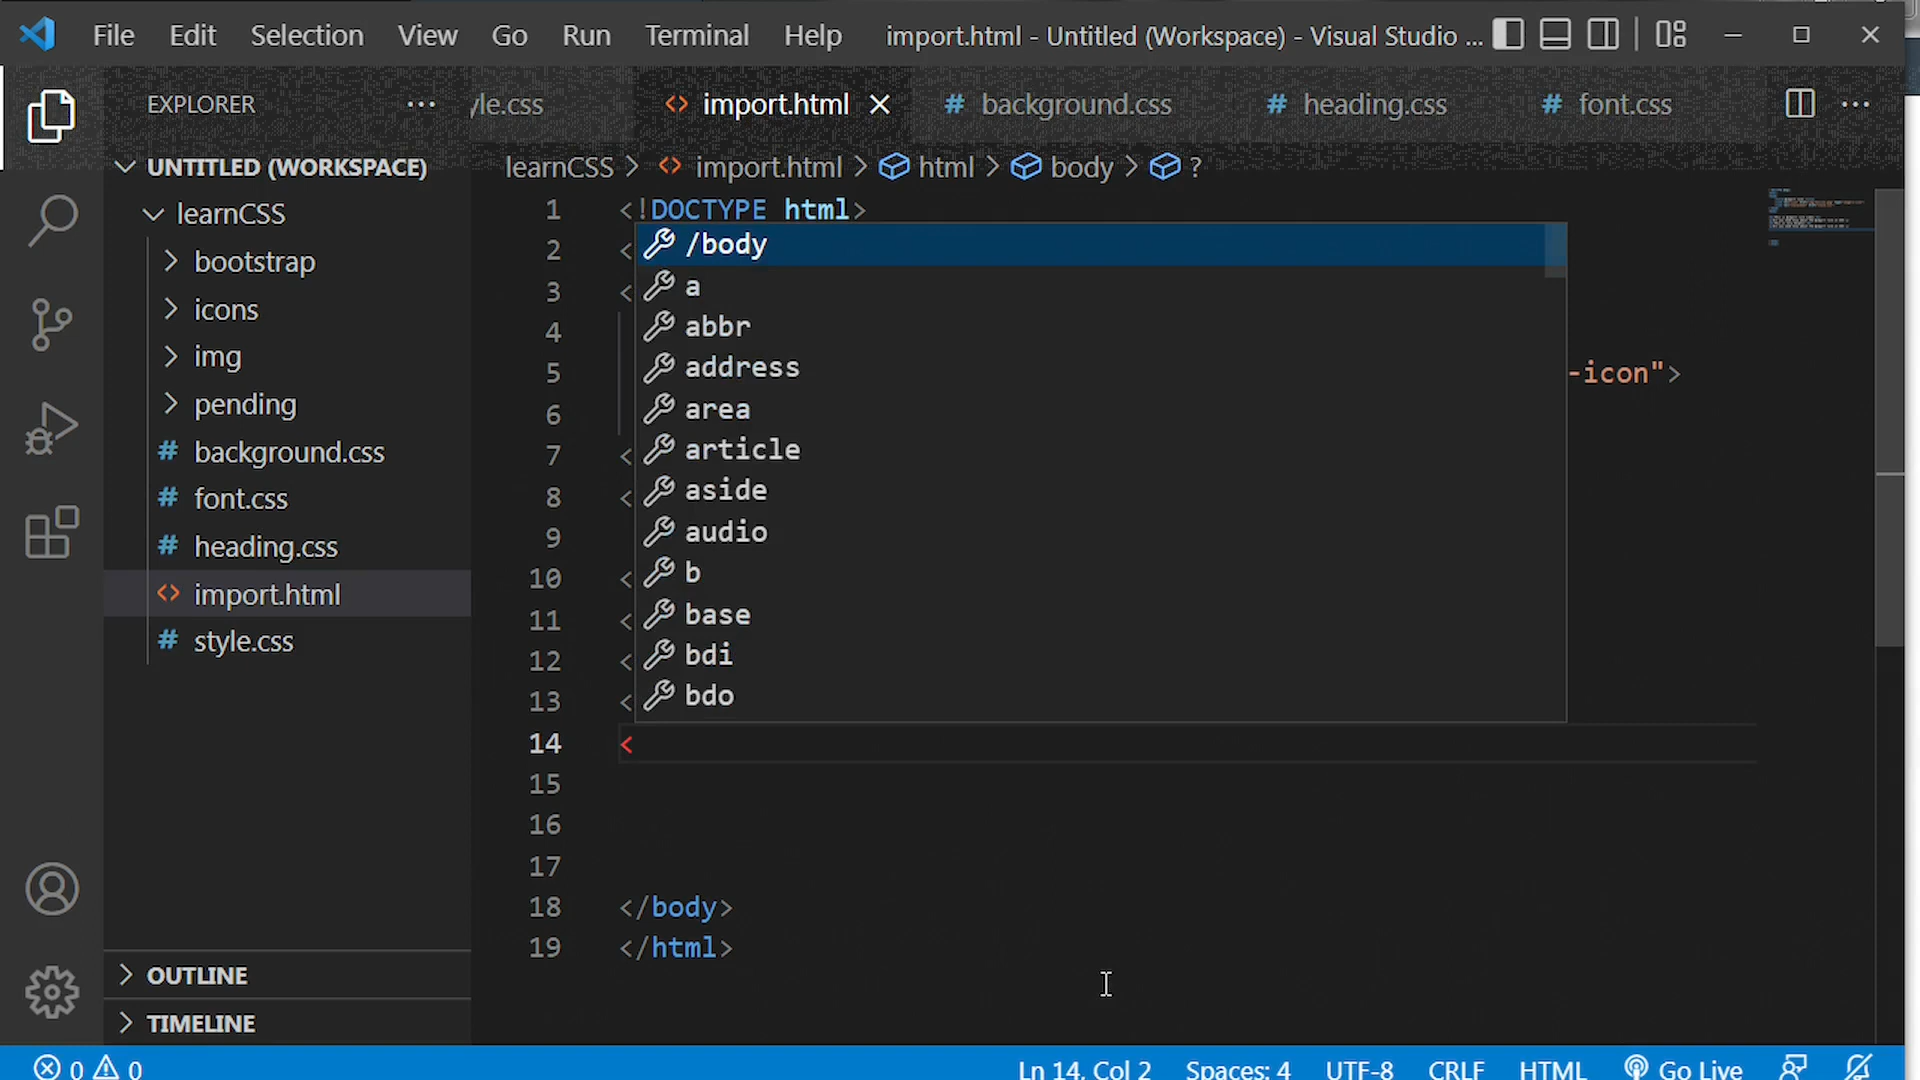 File Edit Selection View Go Run Terminal Help import.html - Untitled (Workspace) - Visual Studio ...
EXPLORER ...
le.css import.html background.css heading.css font.css ...
UNTITLED (WORKSPACE)
learnCSS
bootstrap
icons
img
pending
# background.css
# font.css
# heading.css
<> import.html
# style.css
OUTLINE
TIMELINE
learnCSS > <> import.html > html > body > ?
1 <!DOCTYPE html>
2 <
3 <
4
5 -icon">
6
7 <
8 <
9
10 <
11 <
12 <
13 <
14 <
15
16
17
18 </body>
19 </html>
/body
a
abbr
address
area
article
aside
audio
b
base
bdi
bdo
0 0 Ln 14, Col 2 Spaces: 4 UTF-8 CRLF HTML Go Live